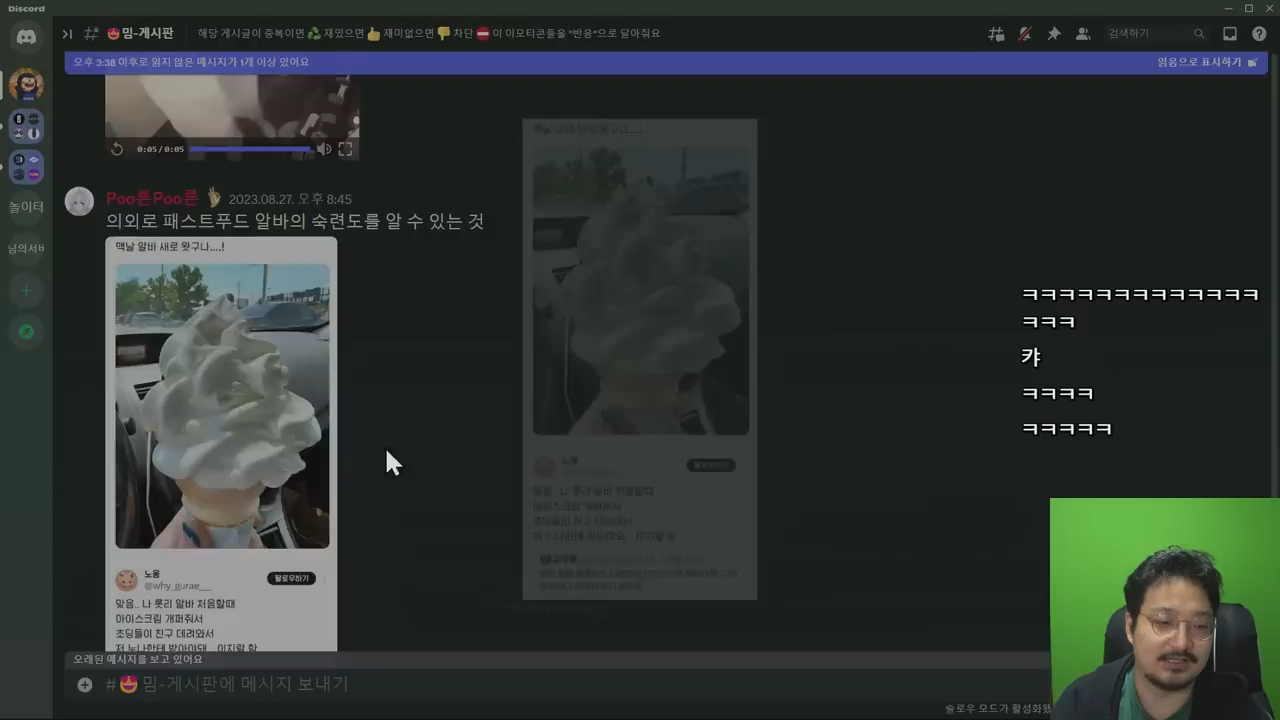 Discord
밈-게시판
해당 게시글이 중복이면 ♻️ 재밌으면 👍 재미없으면 👎 차단 ⛔ 이 이모티콘들을 "반응"으로 달아줘요
검색하기
오후 3:38 이후로 읽지 않은 메시지가 1개 이상 있어요
읽음으로 표시하기
0:05/0:05
Poo른Poo른 👌 2023.08.27. 오후 8:45
의외로 패스트푸드 알바의 숙련도를 알 수 있는 것
맥날 알바 새로 왓구나....!
노움
@why_gurae__
팔로우하기
맞음.. 나 롯리 알바 처음할때
아이스크림 개퍼줘서
초딩들이 친구 데려와서
저 누나한테 받아야돼.. 이지랄 함
놀이터
님의서버
ㅋㅋㅋㅋㅋㅋㅋㅋㅋㅋㅋㅋㅋ
ㅋㅋㅋ
캬
ㅋㅋㅋㅋ
ㅋㅋㅋㅋㅋ
오래된 메시지를 보고 있어요
#😍밈-게시판에 메시지 보내기
슬로우 모드가 활성화됐